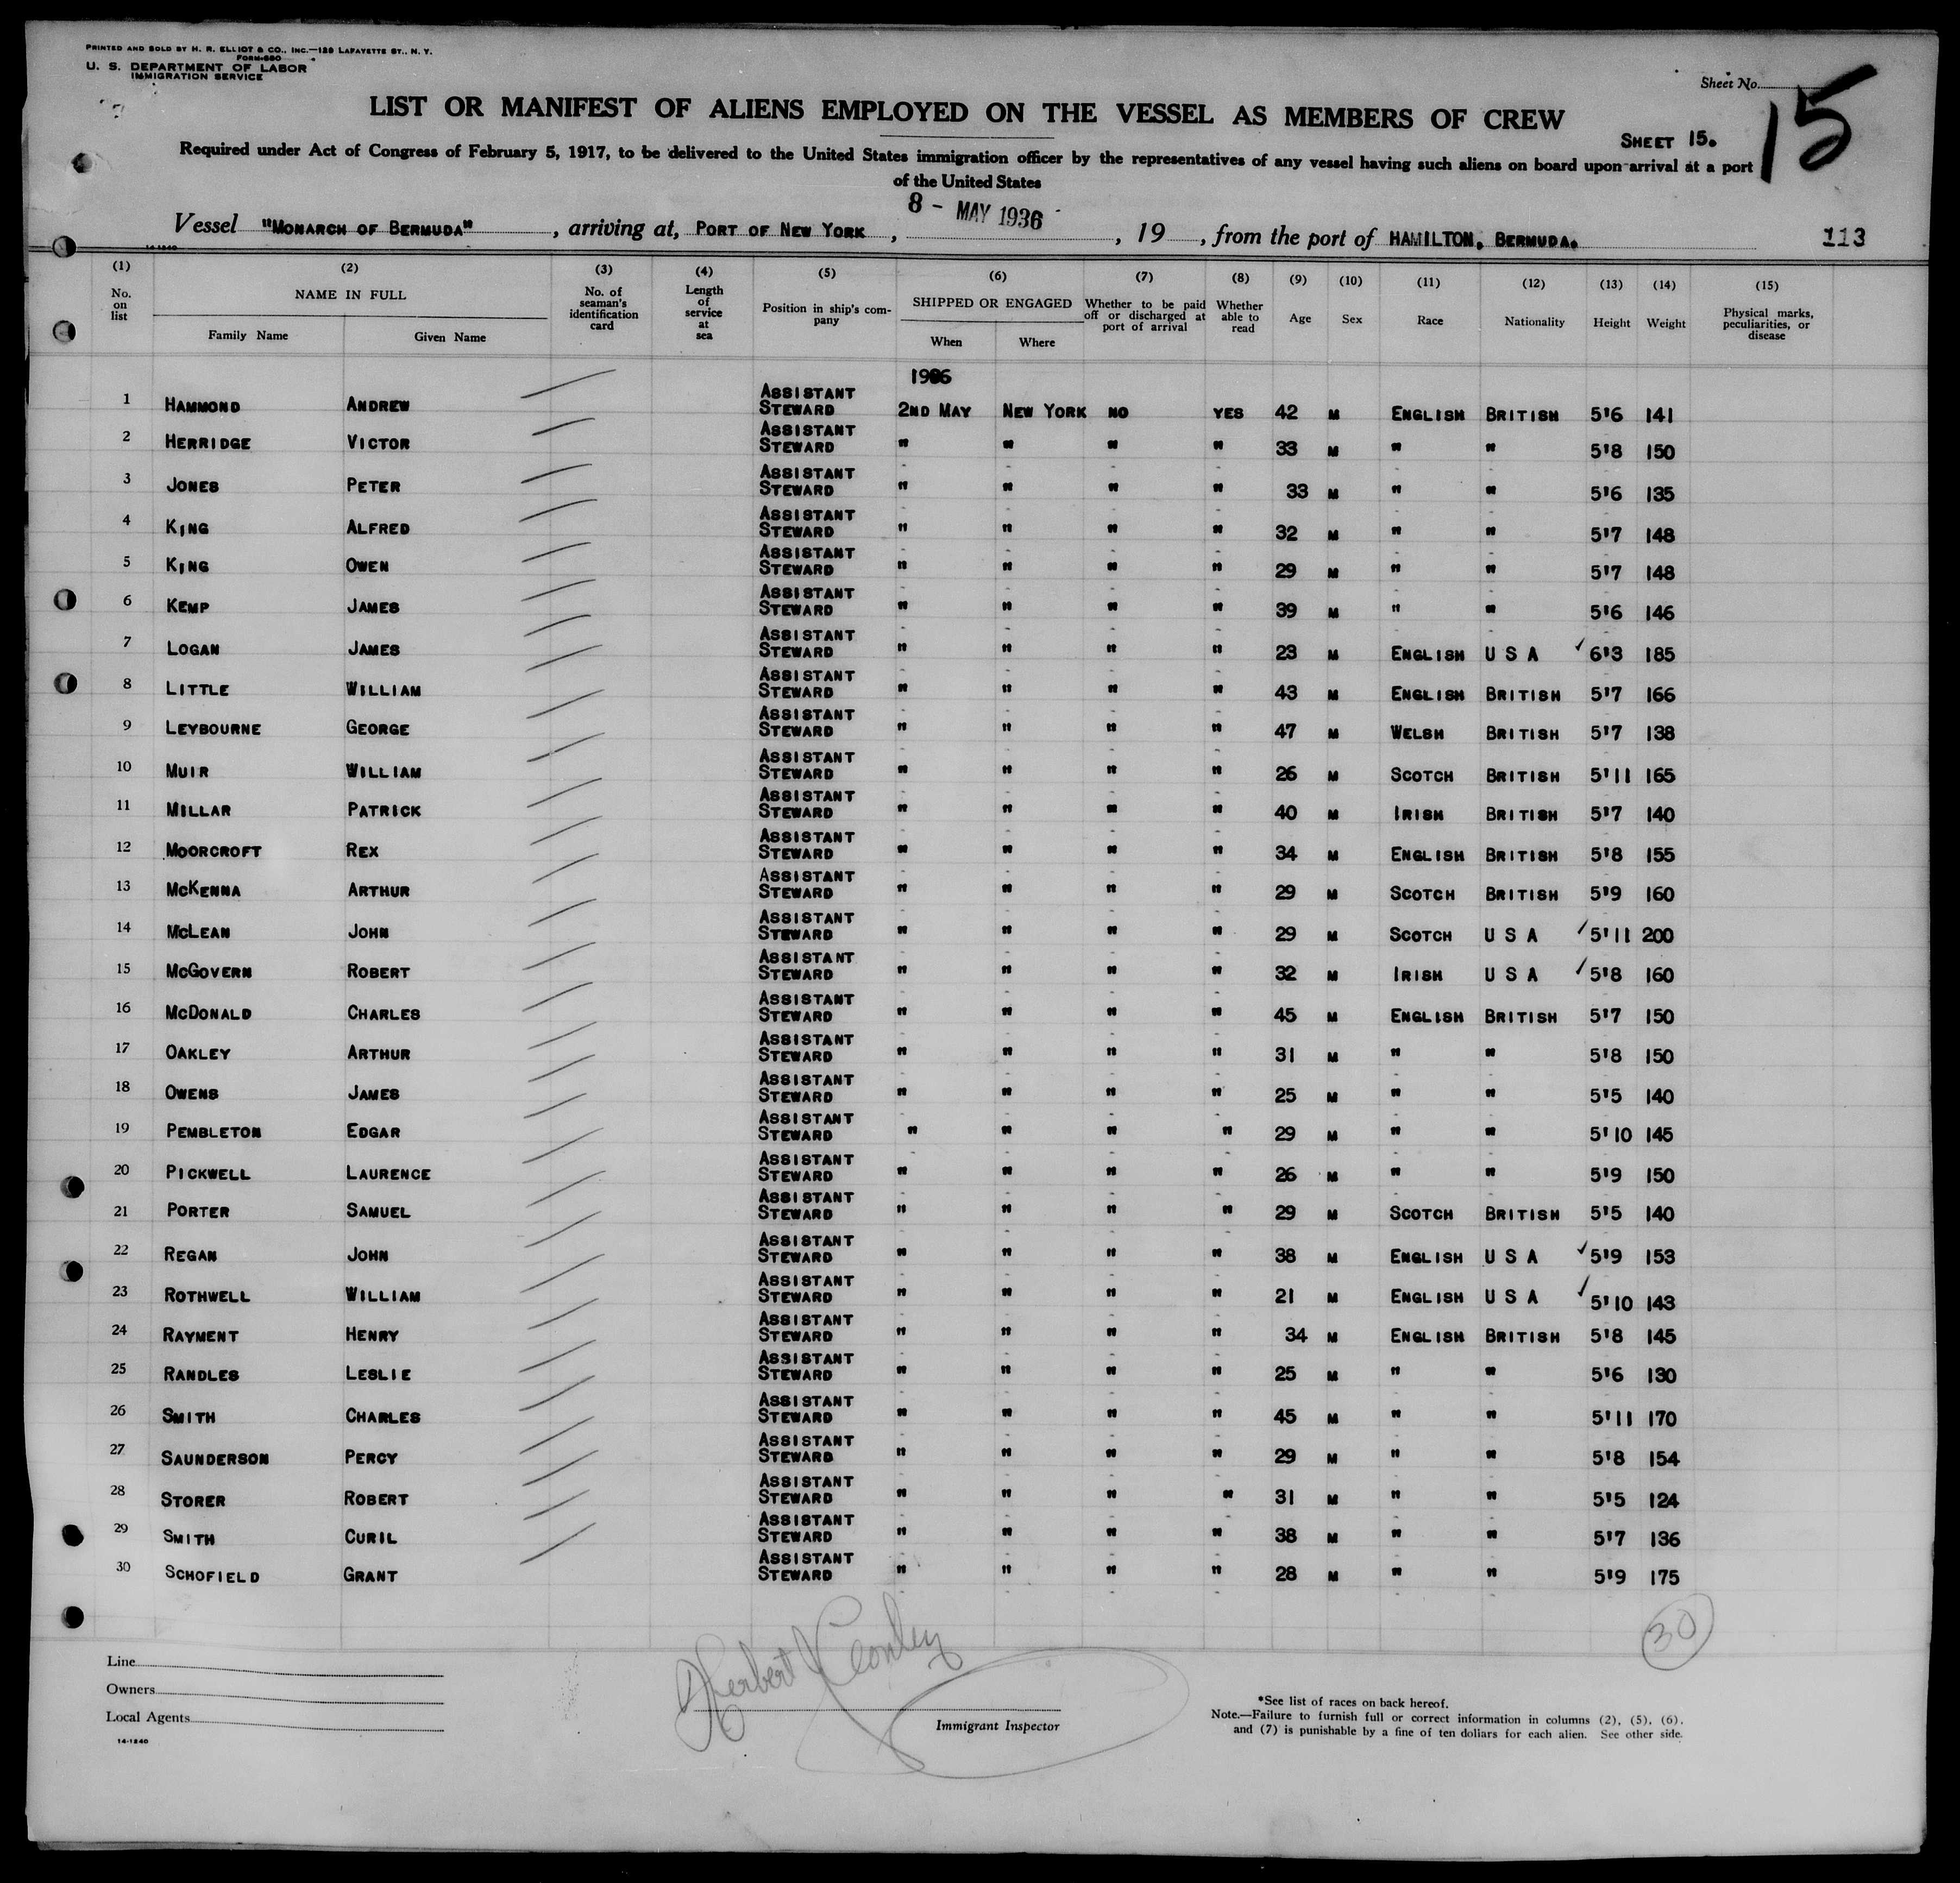 PRINTED AND SOLD BY H. R. ELLIOT & CO., INC.—129 LAFAYETTE ST., N. Y.
FORM-680
U. S. DEPARTMENT OF LABOR
IMMIGRATION SERVICE
Sheet No.
15
LIST OR MANIFEST OF ALIENS EMPLOYED ON THE VESSEL AS MEMBERS OF CREW
SHEET 15.
Required under Act of Congress of February 5, 1917, to be delivered to the United States immigration officer by the representatives of any vessel having such aliens on board upon arrival at a port
of the United States
8 - MAY 1936
Vessel "MONARCH OF BERMUDA", arriving at, PORT OF NEW YORK, , 19 , from the port of HAMILTON, BERMUDA. 113
14-1240
(1) (2) (3) (4) (5) (6) (7) (8) (9) (10) (11) (12) (13) (14) (15)
No. on list NAME IN FULL Family Name Given Name No. of seaman's identification card Length of service at sea Position in ship's company SHIPPED OR ENGAGED When Where Whether to be paid off or discharged at port of arrival Whether able to read Age Sex Race Nationality Height Weight Physical marks, peculiarities, or disease
1936
1 HAMMOND ANDREW ASSISTANT STEWARD 2ND MAY NEW YORK NO YES 42 M ENGLISH BRITISH 5'6 141
2 HERRIDGE VICTOR ASSISTANT STEWARD " " " " 33 M " " 5'8 150
3 JONES PETER ASSISTANT STEWARD " " " " 33 M " " 5'6 135
4 KING ALFRED ASSISTANT STEWARD " " " " 32 M " " 5'7 148
5 KING OWEN ASSISTANT STEWARD " " " " 29 M " " 5'7 148
6 KEMP JAMES ASSISTANT STEWARD " " " " 39 M " " 5'6 146
7 LOGAN JAMES ASSISTANT STEWARD " " " " 23 M ENGLISH U S A ✓ 6'3 185
8 LITTLE WILLIAM ASSISTANT STEWARD " " " " 43 M ENGLISH BRITISH 5'7 166
9 LEYBOURNE GEORGE ASSISTANT STEWARD " " " " 47 M WELSH BRITISH 5'7 138
10 MUIR WILLIAM ASSISTANT STEWARD " " " " 26 M SCOTCH BRITISH 5'11 165
11 MILLAR PATRICK ASSISTANT STEWARD " " " " 40 M IRISH BRITISH 5'7 140
12 MOORCROFT REX ASSISTANT STEWARD " " " " 34 M ENGLISH BRITISH 5'8 155
13 MCKENNA ARTHUR ASSISTANT STEWARD " " " " 29 M SCOTCH BRITISH 5'9 160
14 MCLEAN JOHN ASSISTANT STEWARD " " " " 29 M SCOTCH U S A ✓ 5'11 200
15 MCGOVERN ROBERT ASSISTANT STEWARD " " " " 32 M IRISH U S A ✓ 5'8 160
16 MCDONALD CHARLES ASSISTANT STEWARD " " " " 45 M ENGLISH BRITISH 5'7 150
17 OAKLEY ARTHUR ASSISTANT STEWARD " " " " 31 M " " 5'8 150
18 OWENS JAMES ASSISTANT STEWARD " " " " 25 M " " 5'5 140
19 PEMBLETON EDGAR ASSISTANT STEWARD " " " " 29 M " " 5'10 145
20 PICKWELL LAURENCE ASSISTANT STEWARD " " " " 26 M " " 5'9 150
21 PORTER SAMUEL ASSISTANT STEWARD " " " " 29 M SCOTCH BRITISH 5'5 140
22 REGAN JOHN ASSISTANT STEWARD " " " " 38 M ENGLISH U S A ✓ 5'9 153
23 ROTHWELL WILLIAM ASSISTANT STEWARD " " " " 21 M ENGLISH U S A ✓ 5'10 143
24 RAYMENT HENRY ASSISTANT STEWARD " " " " 34 M ENGLISH BRITISH 5'8 145
25 RANDLES LESLIE ASSISTANT STEWARD " " " " 25 M " " 5'6 130
26 SMITH CHARLES ASSISTANT STEWARD " " " " 45 M " " 5'11 170
27 SAUNDERSON PERCY ASSISTANT STEWARD " " " " 29 M " " 5'8 154
28 STORER ROBERT ASSISTANT STEWARD " " " " 31 M " " 5'5 124
29 SMITH CURIL ASSISTANT STEWARD " " " " 38 M " " 5'7 136
30 SCHOFIELD GRANT ASSISTANT STEWARD " " " " 28 M " " 5'9 175
30
Line
Owners
Local Agents
14-1240
Herbert
Immigrant Inspector
*See list of races on back hereof.
Note.—Failure to furnish full or correct information in columns (2), (5), (6),
and (7) is punishable by a fine of ten dollars for each alien. See other side.